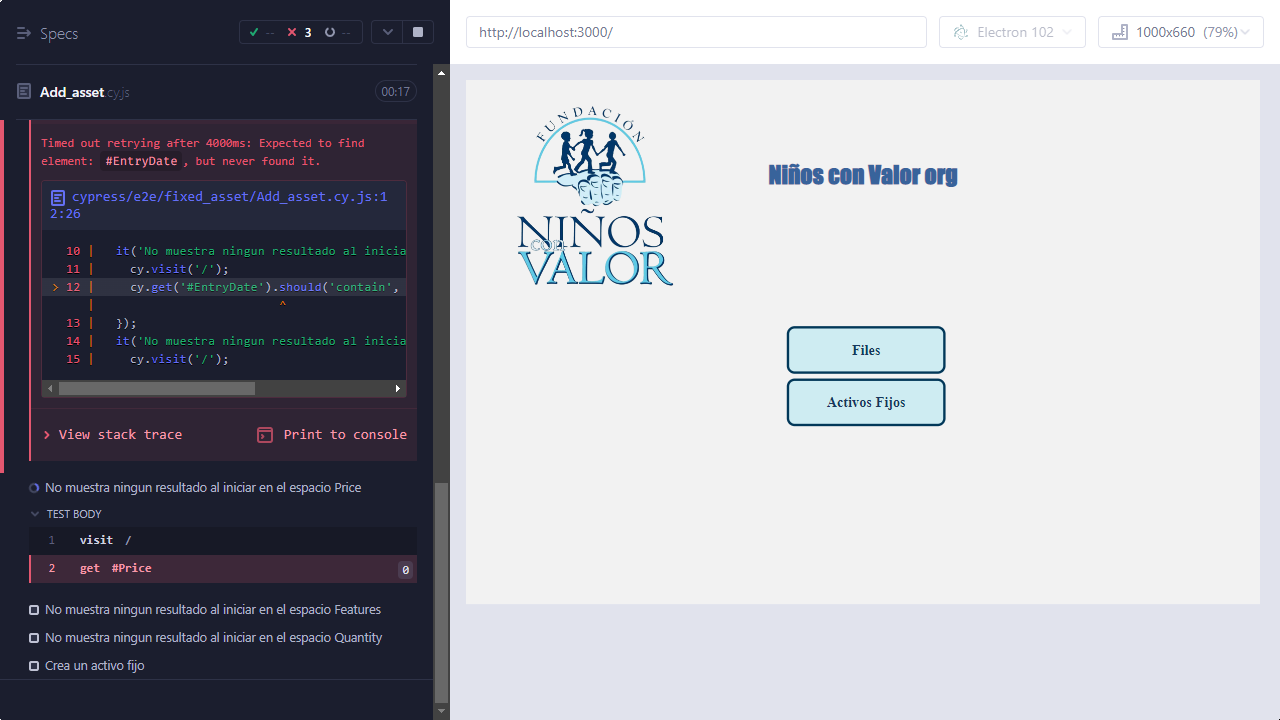 Specs
-- 3 --
Add_asset.cy.js 00:17
Timed out retrying after 4000ms: Expected to find
element: #EntryDate, but never found it.
cypress/e2e/fixed_asset/Add_asset.cy.js:1
2:26
10 | it('No muestra ningun resultado al inicia
11 | cy.visit('/');
> 12 | cy.get('#EntryDate').should('contain',
| ^
13 | });
14 | it('No muestra ningun resultado al inicia
15 | cy.visit('/');
View stack trace Print to console
No muestra ningun resultado al iniciar en el espacio Price
TEST BODY
1 visit /
2 get #Price 0
No muestra ningun resultado al iniciar en el espacio Features
No muestra ningun resultado al iniciar en el espacio Quantity
Crea un activo fijo
http://localhost:3000/
Electron 102
1000x660 (79%)
FUNDACIÓN
NIÑOS
CON
VALOR
Niños con Valor org
Files
Activos Fijos